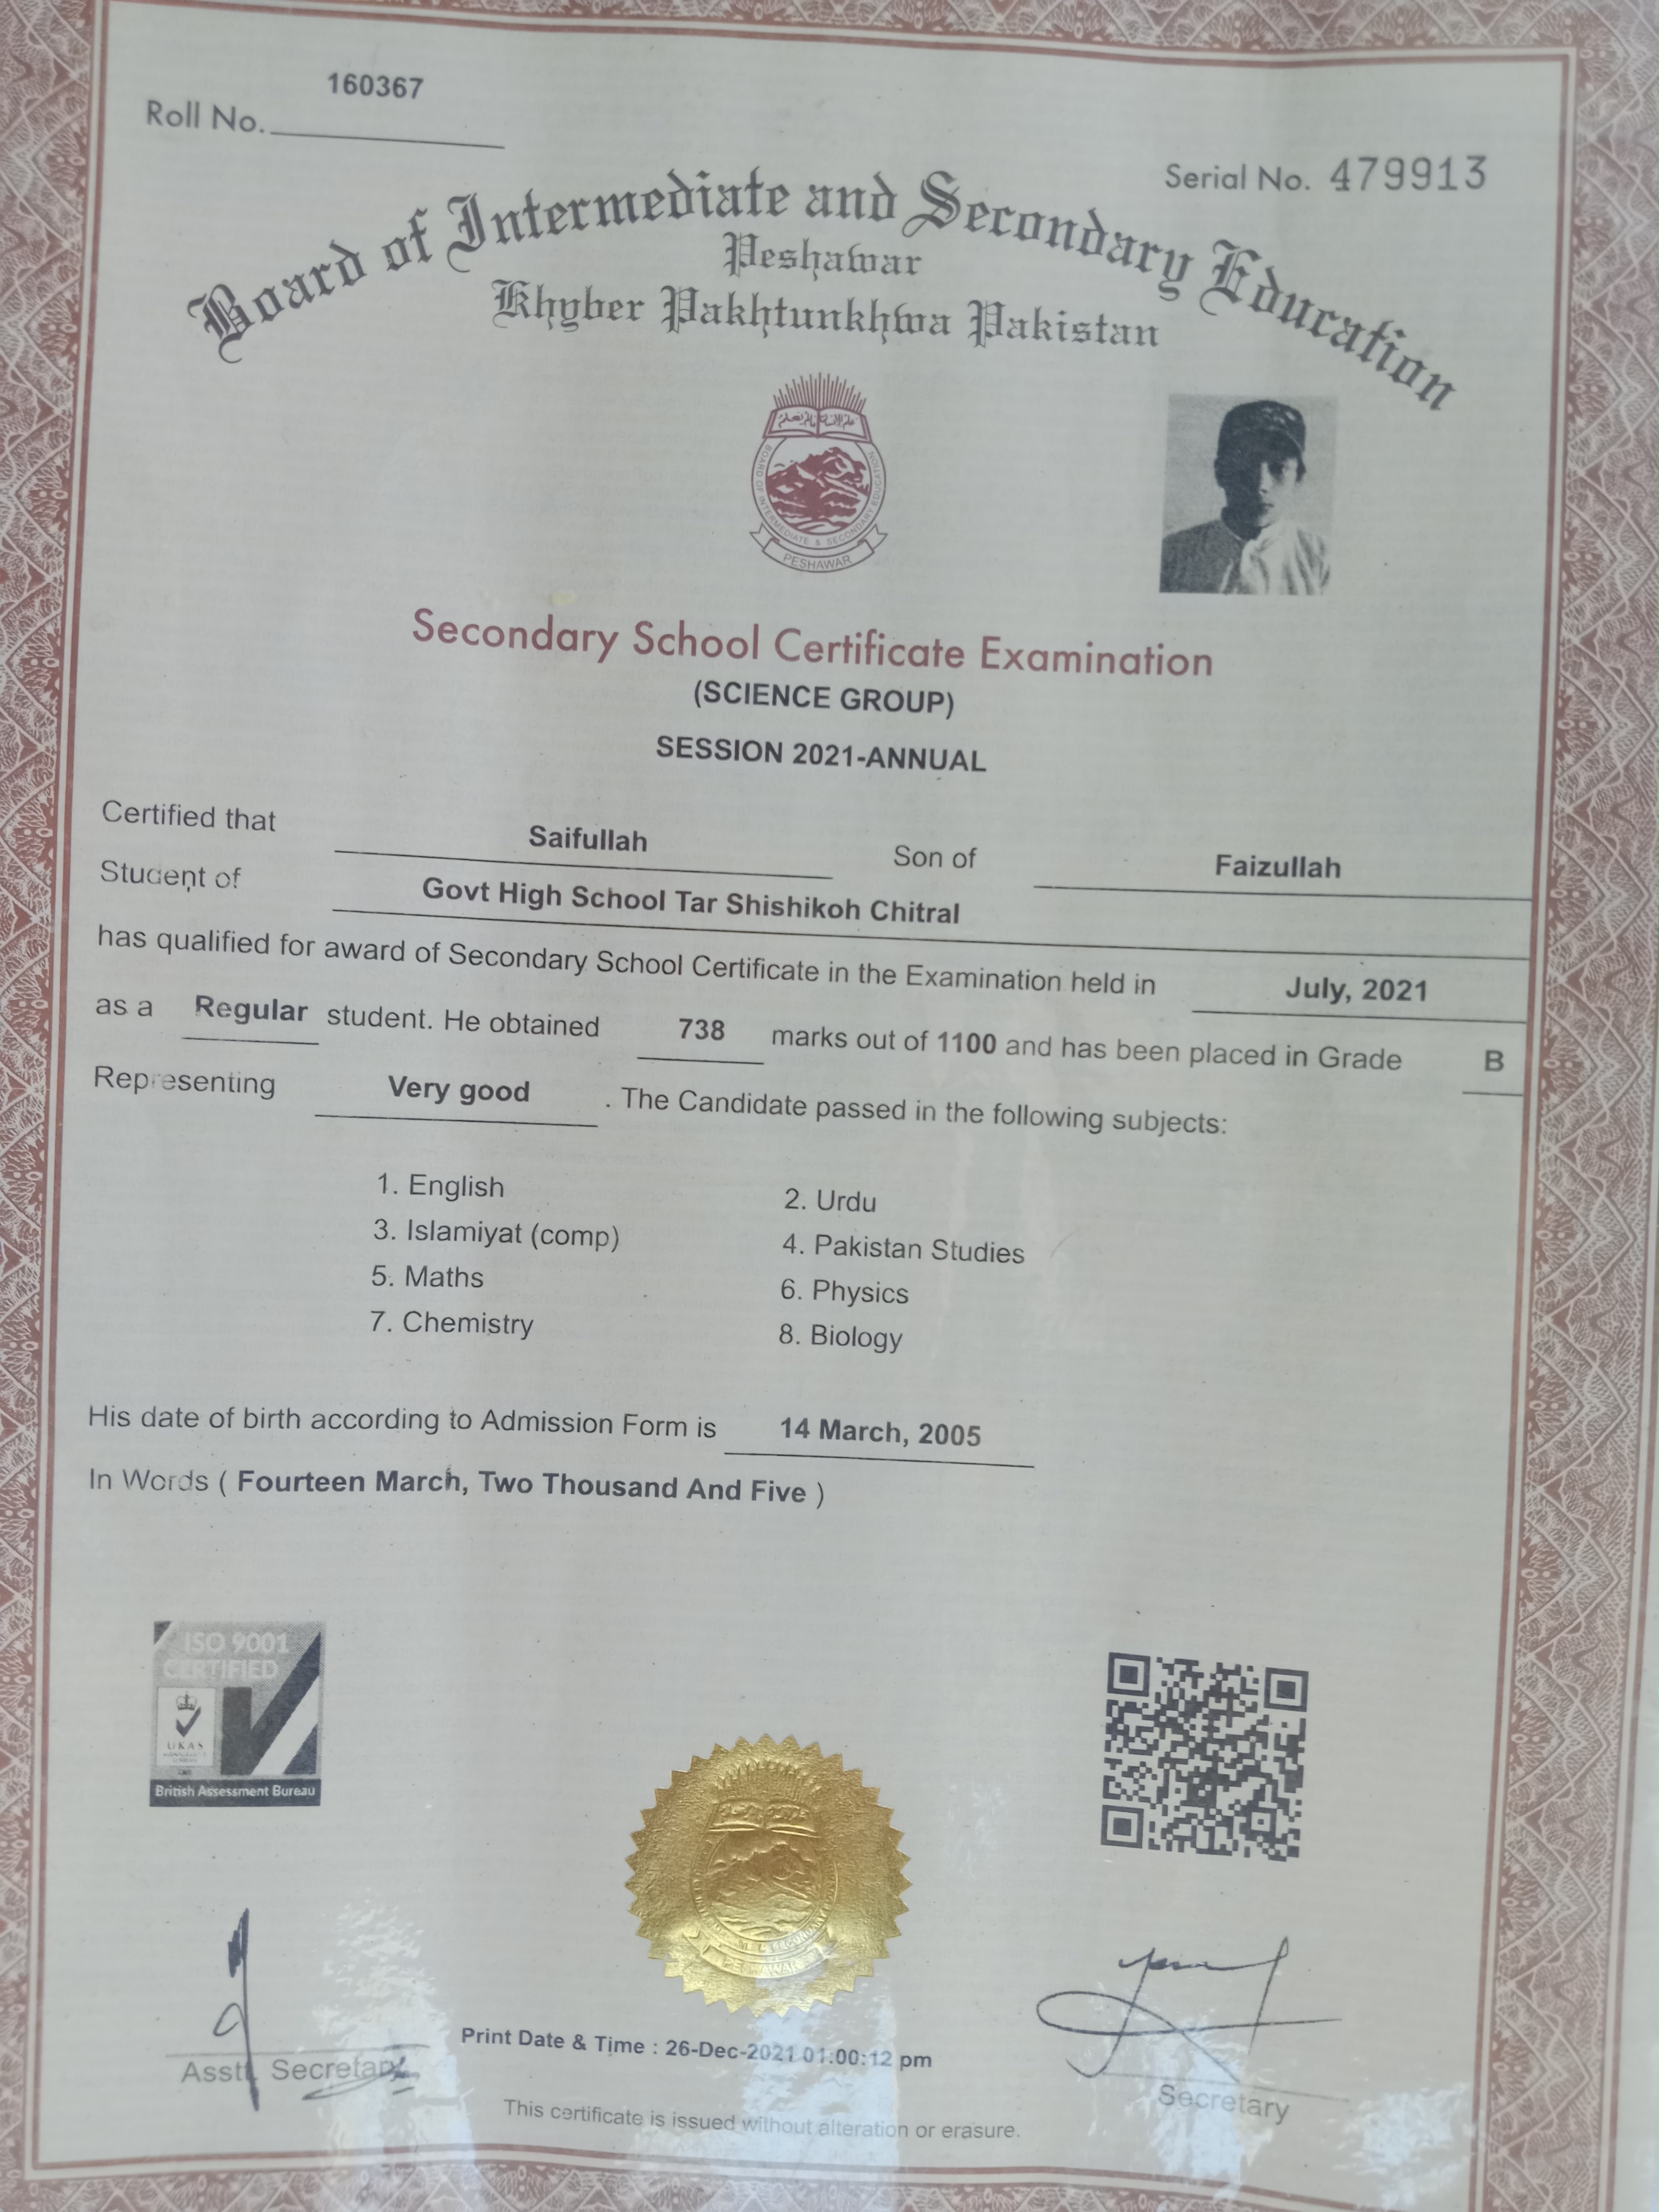 160367
Roll No.
Serial No. 479913
Board of Intermediate and Secondary Education
Peshawar
Khyber Pakhtunkhwa Pakistan
BOARD OF INTERMEDIATE & SECONDARY EDUCATION
PESHAWAR
Secondary School Certificate Examination
(SCIENCE GROUP)
SESSION 2021-ANNUAL
Certified that Saifullah Son of Faizullah
Student of Govt High School Tar Shishikoh Chitral
has qualified for award of Secondary School Certificate in the Examination held in July, 2021
as a Regular student. He obtained 738 marks out of 1100 and has been placed in Grade B
Representing Very good . The Candidate passed in the following subjects:
1. English 2. Urdu
3. Islamiyat (comp) 4. Pakistan Studies
5. Maths 6. Physics
7. Chemistry 8. Biology
His date of birth according to Admission Form is 14 March, 2005
In Words ( Fourteen March, Two Thousand And Five )
ISO 9001
CERTIFIED
UKAS
British Assessment Bureau
PESHAWAR
Print Date & Time : 26-Dec-2021 01:00:12 pm
Asstt. Secretary
Secretary
This certificate is issued without alteration or erasure.